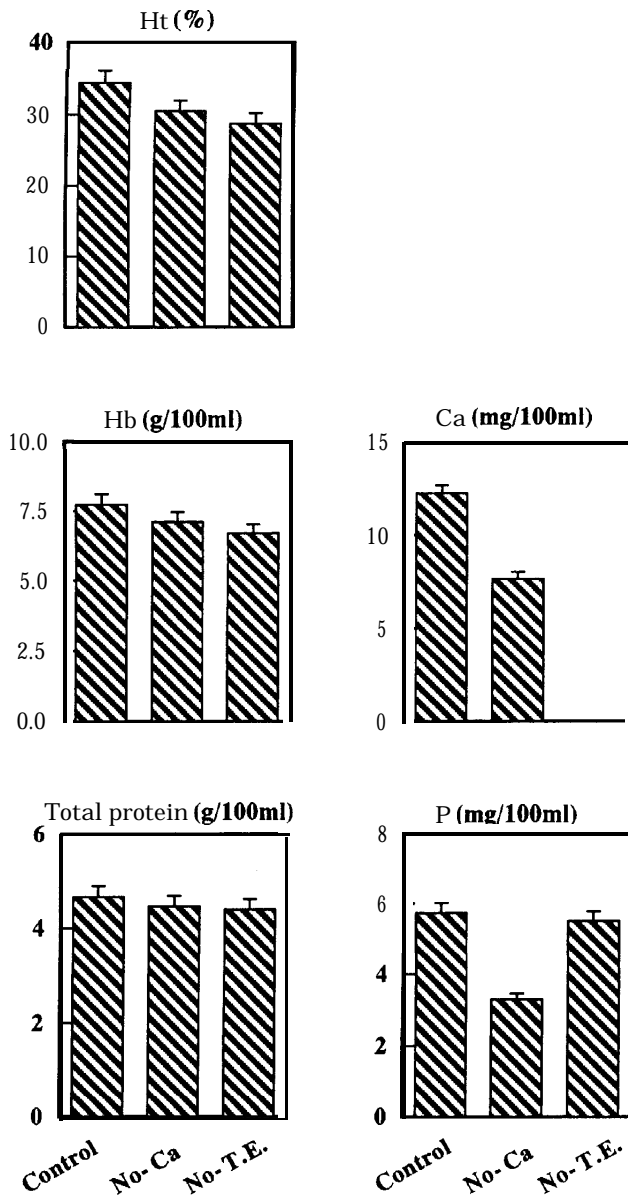 Ht (%)
40
30
20
10
0
Hb (g/100ml)
10.0
7.5
5.0
2.5
0.0
Ca (mg/100ml)
15
10
5
0
Total protein (g/100ml)
6
4
2
0
Control
No- Ca
No- T.E.
P (mg/100ml)
8
6
4
2
0
Control
No- Ca
No- T.E.